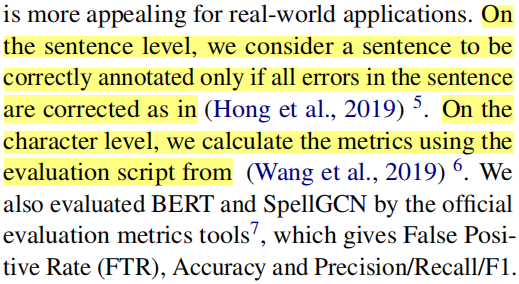 is more appealing for real-world applications. On
the sentence level, we consider a sentence to be
correctly annotated only if all errors in the sentence
are corrected as in (Hong et al., 2019) 5. On the
character level, we calculate the metrics using the
evaluation script from (Wang et al., 2019) 6. We
also evaluated BERT and SpellGCN by the official
evaluation metrics tools7, which gives False Posi-
tive Rate (FTR), Accuracy and Precision/Recall/F1.